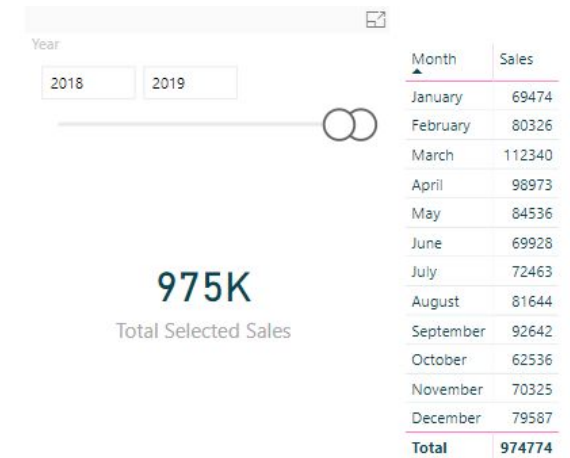 Year
2018 2019
975K
Total Selected Sales
Month Sales
January 69474
February 80326
March 112340
April 98973
May 84536
June 69928
July 72463
August 81644
September 92642
October 62536
November 70325
December 79587
Total 974774